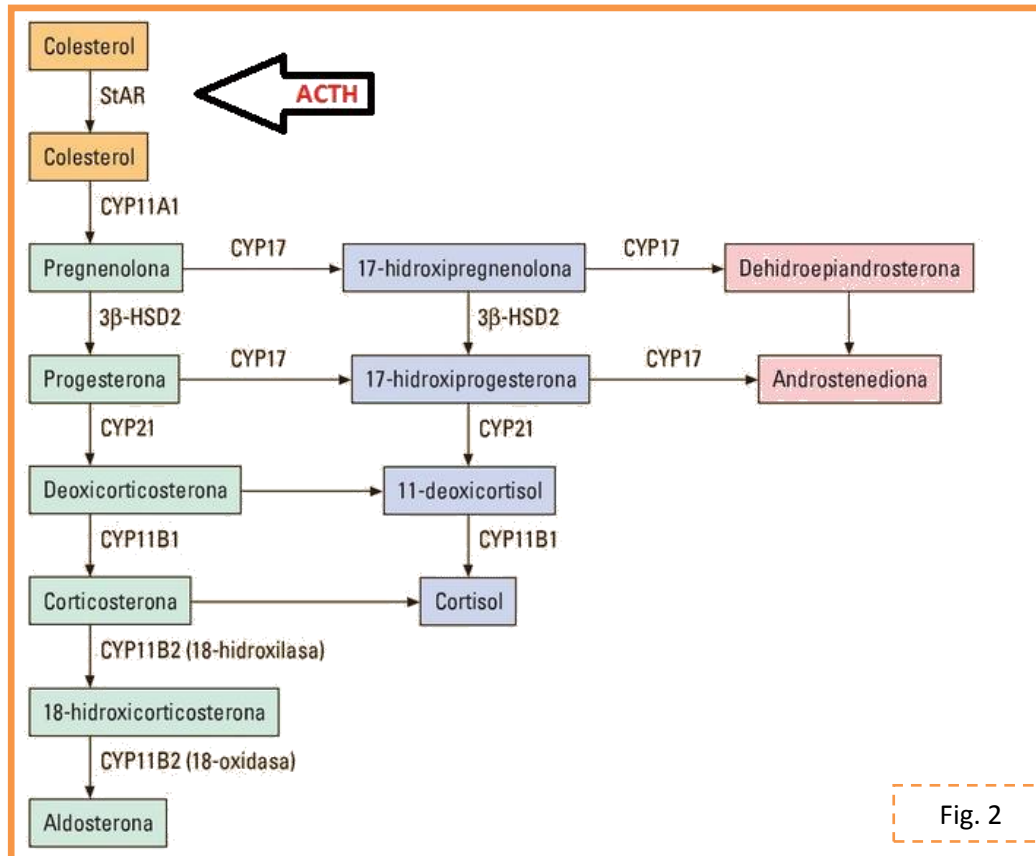 Colesterol
StAR
ACTH
Colesterol
CYP11A1
Pregnenolona
CYP17
17-hidroxipregnenolona
CYP17
Dehidroepiandrosterona
3β-HSD2
3β-HSD2
Progesterona
CYP17
17-hidroxiprogesterona
CYP17
Androstenediona
CYP21
CYP21
Deoxicorticosterona
11-deoxicortisol
CYP11B1
CYP11B1
Corticosterona
Cortisol
CYP11B2 (18-hidroxilasa)
18-hidroxicorticosterona
CYP11B2 (18-oxidasa)
Aldosterona
Fig. 2